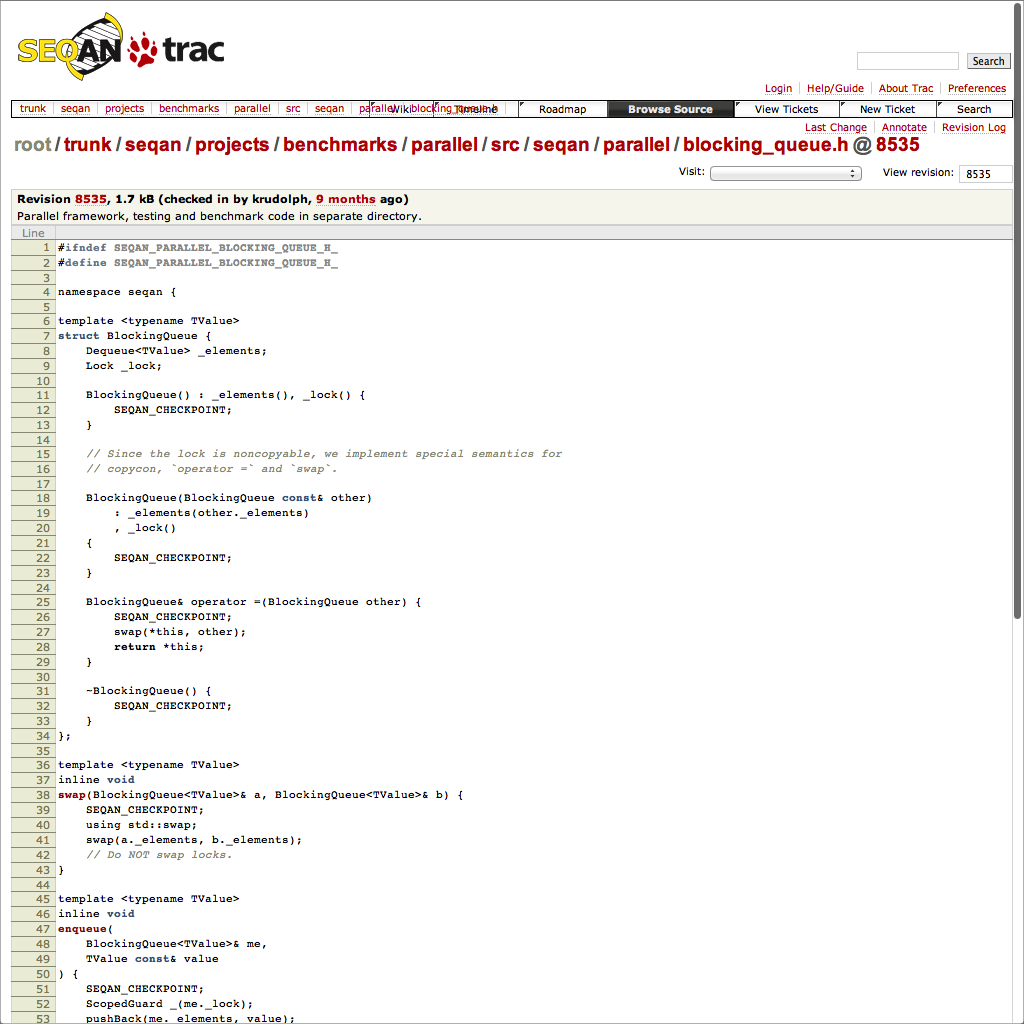 SEQAN trac
Search
Login Help/Guide About Trac Preferences
trunk seqan projects benchmarks parallel src seqan parallel blocking_queue.h
Wiki Timeline Roadmap Browse Source View Tickets New Ticket Search
Last Change Annotate Revision Log
root/trunk/seqan/projects/benchmarks/parallel/src/seqan/parallel/blocking_queue.h @ 8535
Visit: View revision: 8535
Revision 8535, 1.7 kB (checked in by krudolph, 9 months ago)
Parallel framework, testing and benchmark code in separate directory.
Line
1 #ifndef SEQAN_PARALLEL_BLOCKING_QUEUE_H_
2 #define SEQAN_PARALLEL_BLOCKING_QUEUE_H_
3
4 namespace seqan {
5
6 template <typename TValue>
7 struct BlockingQueue {
8     Dequeue<TValue> _elements;
9     Lock _lock;
10
11     BlockingQueue() : _elements(), _lock() {
12         SEQAN_CHECKPOINT;
13     }
14
15     // Since the lock is noncopyable, we implement special semantics for
16     // copycon, `operator =` and `swap`.
17
18     BlockingQueue(BlockingQueue const& other)
19         : _elements(other._elements)
20         , _lock()
21     {
22         SEQAN_CHECKPOINT;
23     }
24
25     BlockingQueue& operator =(BlockingQueue other) {
26         SEQAN_CHECKPOINT;
27         swap(*this, other);
28         return *this;
29     }
30
31     ~BlockingQueue() {
32         SEQAN_CHECKPOINT;
33     }
34 };
35
36 template <typename TValue>
37 inline void
38 swap(BlockingQueue<TValue>& a, BlockingQueue<TValue>& b) {
39     SEQAN_CHECKPOINT;
40     using std::swap;
41     swap(a._elements, b._elements);
42     // Do NOT swap locks.
43 }
44
45 template <typename TValue>
46 inline void
47 enqueue(
48     BlockingQueue<TValue>& me,
49     TValue const& value
50 ) {
51     SEQAN_CHECKPOINT;
52     ScopedGuard _(me._lock);
53     pushBack(me._elements, value);